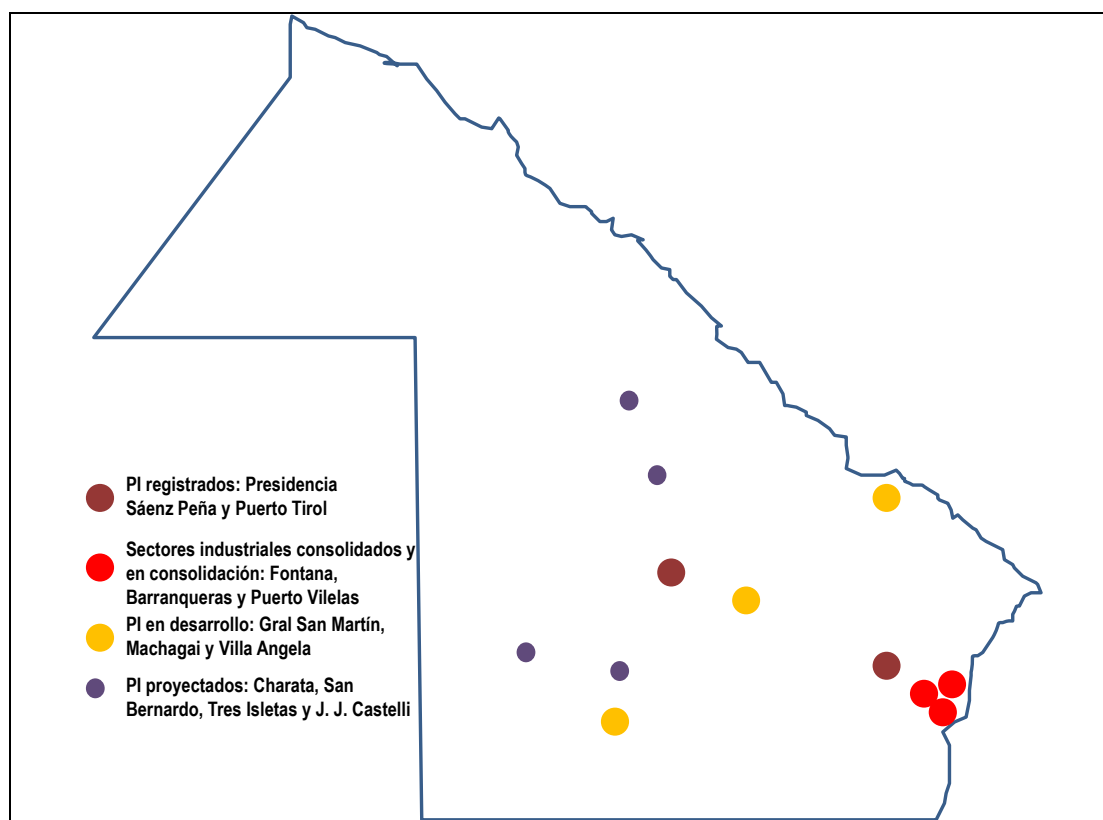 PI registrados: Presidencia
Sáenz Peña y Puerto Tirol
Sectores industriales consolidados y
en consolidación: Fontana,
Barranqueras y Puerto Vilelas
PI en desarrollo: Gral San Martín,
Machagai y Villa Angela
PI proyectados: Charata, San
Bernardo, Tres Isletas y J. J. Castelli